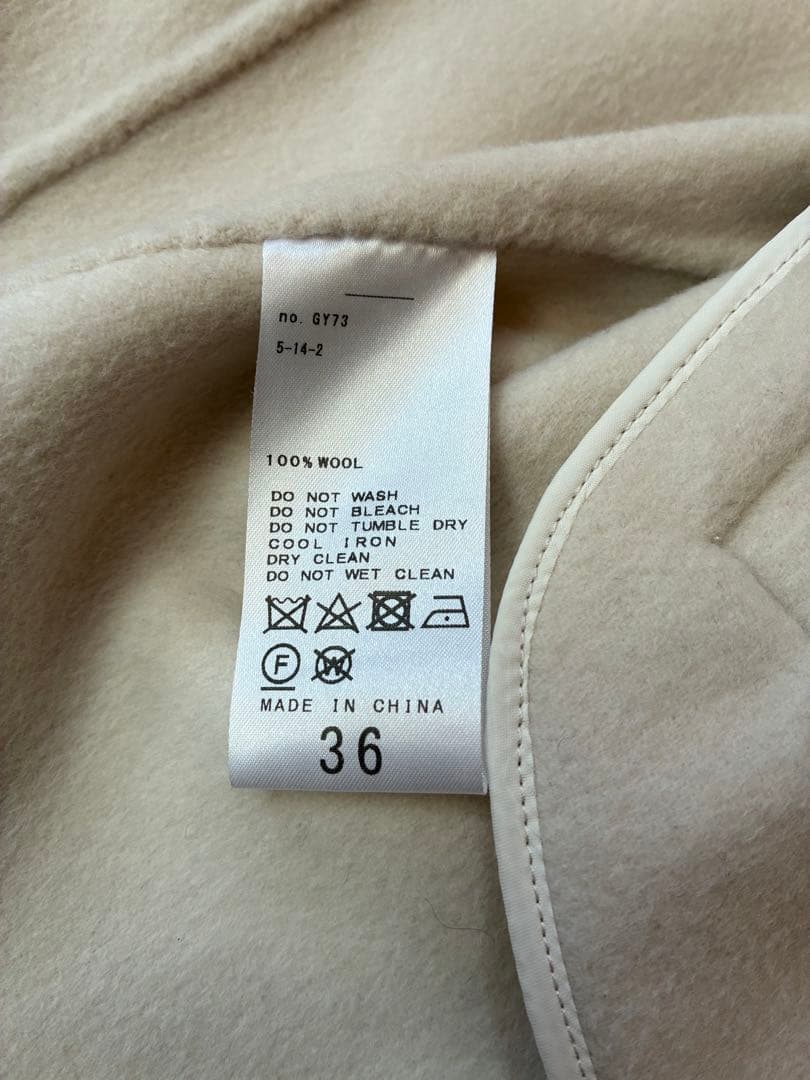 no. GY73
5-14-2
100% WOOL
DO NOT WASH
DO NOT BLEACH
DO NOT TUMBLE DRY
COOL IRON
DRY CLEAN
DO NOT WET CLEAN
F W
MADE IN CHINA
36